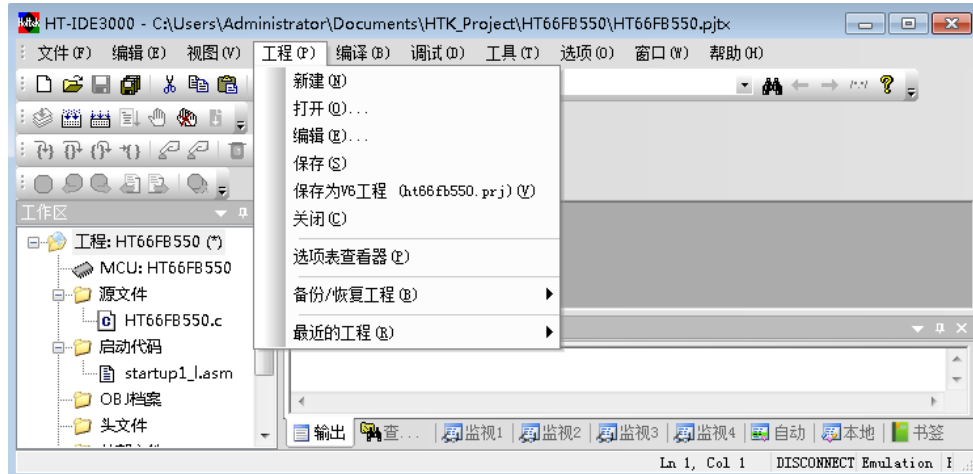 HT-IDE3000 - C:\Users\Administrator\Documents\HTK_Project\HT66FB550\HT66FB550.pjtx
文件(F) 编辑(E) 视图(V) 工程(P) 编译(B) 调试(D) 工具(T) 选项(O) 窗口(W) 帮助(H)
新建(N)
打开(O)...
编辑(E)...
保存(S)
保存为V6工程 (ht66fb550.prj)(V)
关闭(C)
选项表查看器(P)
备份/恢复工程(B)
最近的工程(R)
工作区
工程: HT66FB550 (*)
MCU: HT66FB550
源文件
HT66FB550.c
启动代码
startup1_l.asm
OBJ档案
头文件
输出 查... 监视1 监视2 监视3 监视4 自动 本地 书签
Ln 1, Col 1 DISCONNECT Emulation